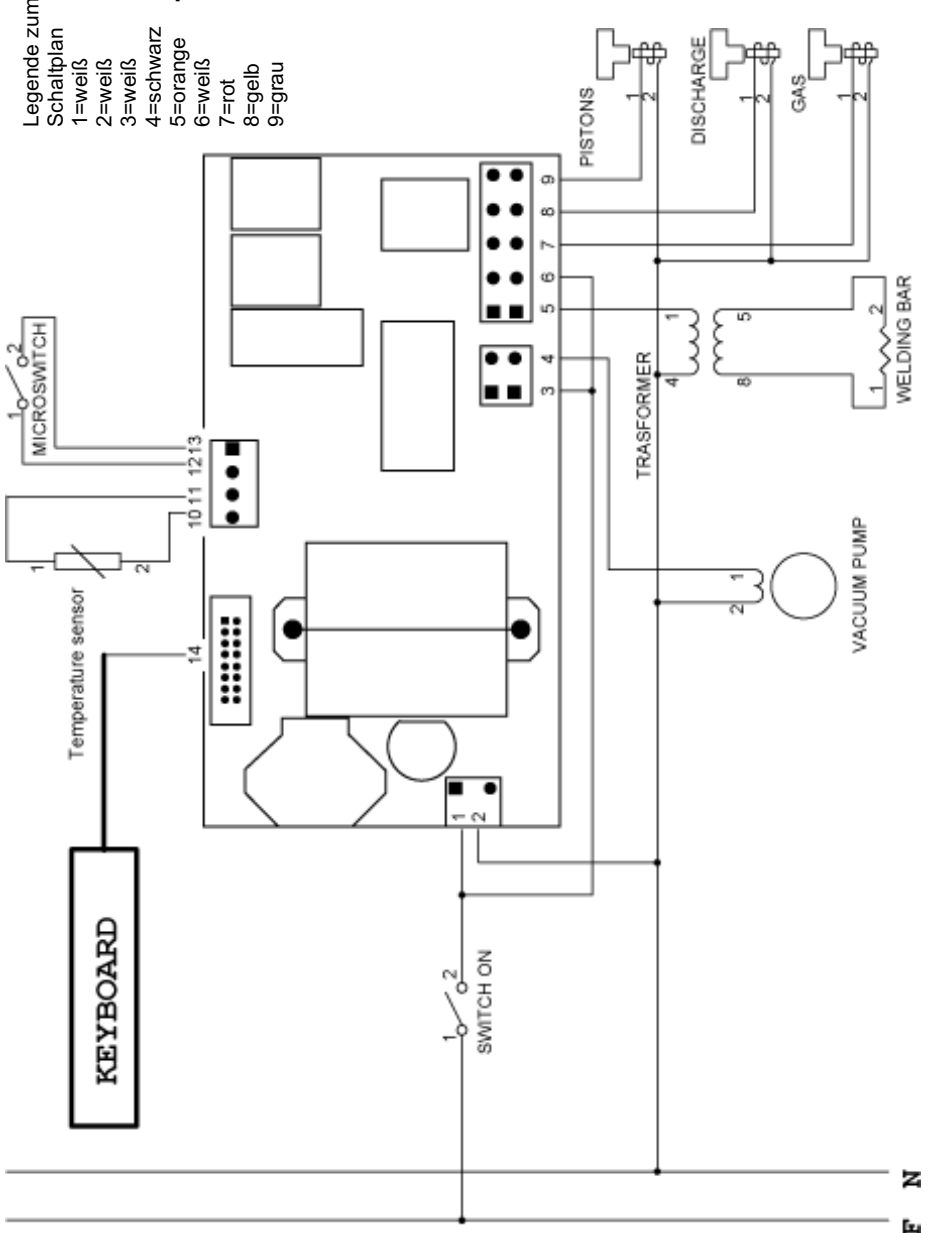 Legende zum
Schaltplan
1=weiß
2=weiß
3=weiß
4=schwarz
5=orange
6=weiß
7=rot
8=gelb
9=grau
1 2
MICROSWITCH
1
2
Temperature sensor
KEYBOARD
14
10 11 12 13
1
2
3 4 5 6 7 8 9
PISTONS
1
2
DISCHARGE
1
2
GAS
1
2
TRASFORMER
4 1
8 5
1 2
WELDING BAR
2 1
VACUUM PUMP
1 2
SWITCH ON
F N